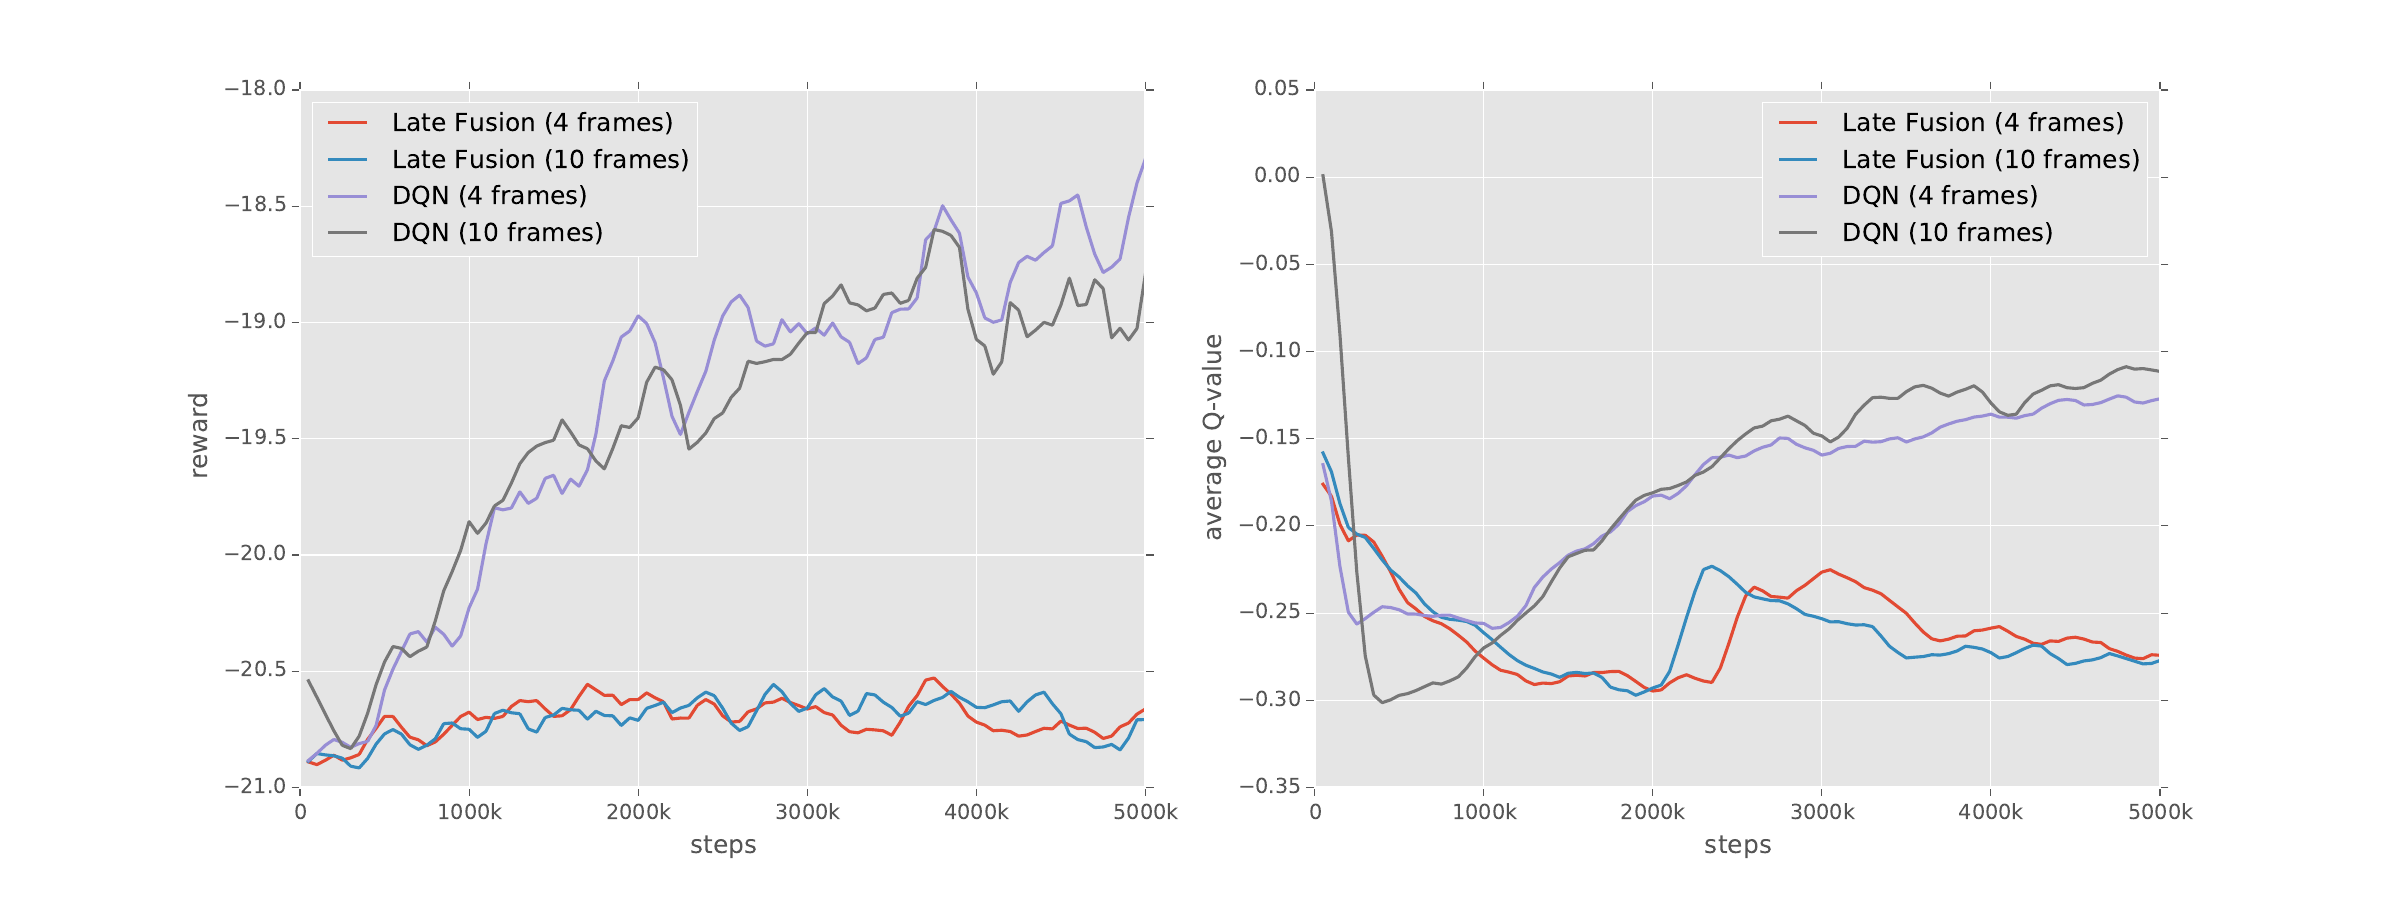 −18.0
−18.5
−19.0
−19.5
−20.0
−20.5
−21.0
reward
Late Fusion (4 frames)
Late Fusion (10 frames)
DQN (4 frames)
DQN (10 frames)
0 1000k 2000k 3000k 4000k 5000k
steps
0.05
0.00
−0.05
−0.10
−0.15
−0.20
−0.25
−0.30
−0.35
average Q-value
Late Fusion (4 frames)
Late Fusion (10 frames)
DQN (4 frames)
DQN (10 frames)
0 1000k 2000k 3000k 4000k 5000k
steps